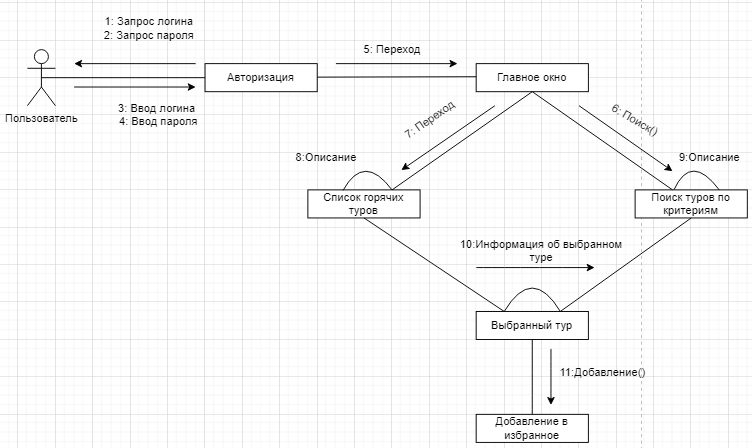 1: Запрос логина
2: Запрос пароля
5: Переход
Авторизация
Главное окно
3: Ввод логина
4: Ввод пароля
Пользователь
7: Переход
6: Поиск()
8:Описание
9:Описание
Список горячих
туров
Поиск туров по
критериям
10:Информация об выбранном
туре
Выбранный тур
11:Добавление()
Добавление в
избранное